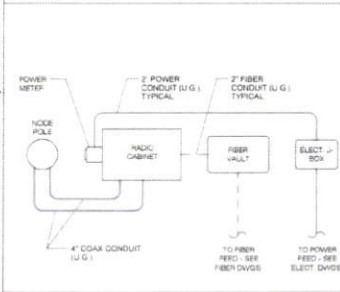 2" POWER
CONDUIT (U.G.)
TYPICAL
2" FIBER
CONDUIT (U.G.)
TYPICAL
POWER
METER
NODE
POLE
RADIO
CABINET
FIBER
VAULT
ELECT. J-
BOX
4" COAX CONDUIT
(U.G.)
TO FIBER
FEED - SEE
FIBER DWGS
TO POWER
FEED - SEE
ELECT. DWGS